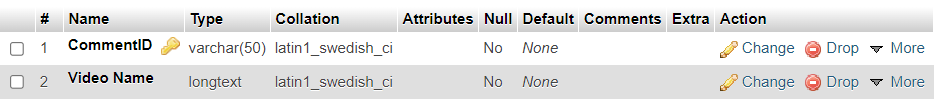 # Name Type Collation Attributes Null Default Comments Extra Action
1 CommentID varchar(50) latin1_swedish_ci No None Change Drop More
2 Video Name longtext latin1_swedish_ci No None Change Drop More